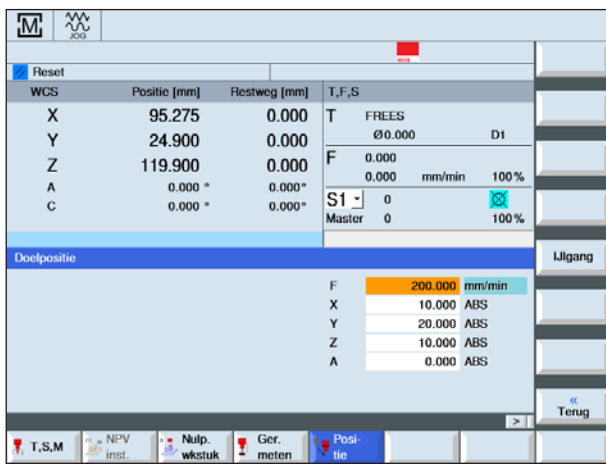 M
JOG
WCS
Reset
WCS Positie [mm] Restweg [mm] T,F,S
X 95.275 0.000 T FREES
Y 24.900 0.000 Ø0.000 D1
Z 119.900 0.000 F 0.000
0.000 mm/min 100%
A 0.000 ° 0.000°
C 0.000 ° 0.000° S1 0
Master 0 100%
Doelpositie
IJlgang
F 200.000 mm/min
X 10.000 ABS
Y 20.000 ABS
Z 10.000 ABS
A 0.000 ABS
«
Terug
>
T,S,M NPV inst. Nulp. wkstuk Ger. meten Posi- tie